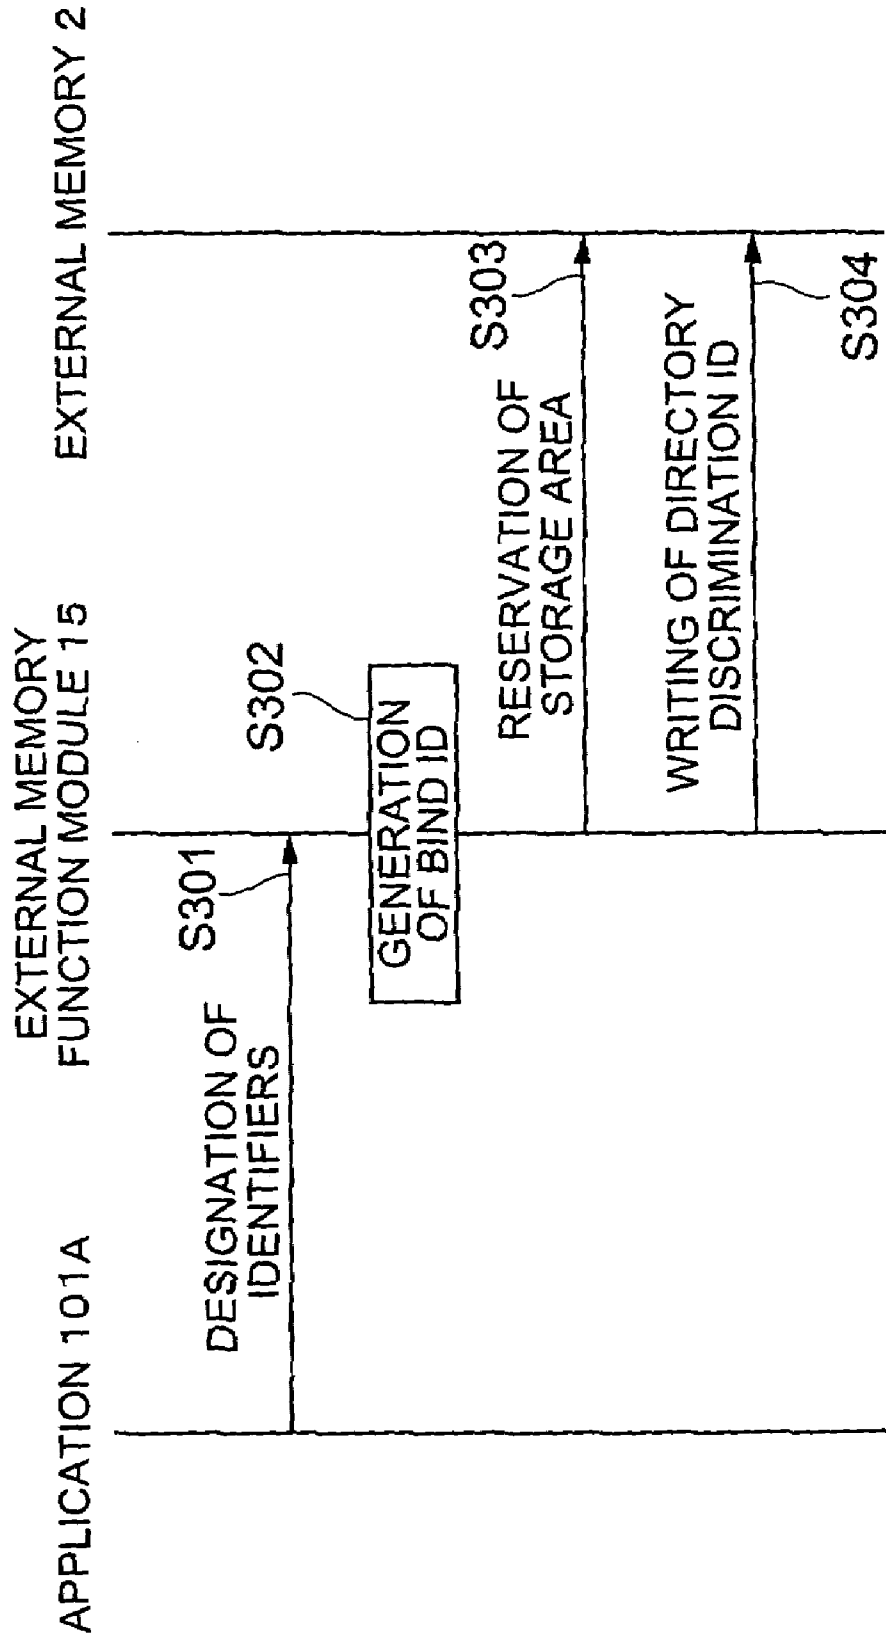 APPLICATION 101A
EXTERNAL MEMORY
FUNCTION MODULE 15
EXTERNAL MEMORY 2
DESIGNATION OF
IDENTIFIERS
S301
S302
GENERATION
OF BIND ID
RESERVATION OF
STORAGE AREA
S303
WRITING OF DIRECTORY
DISCRIMINATION ID
S304